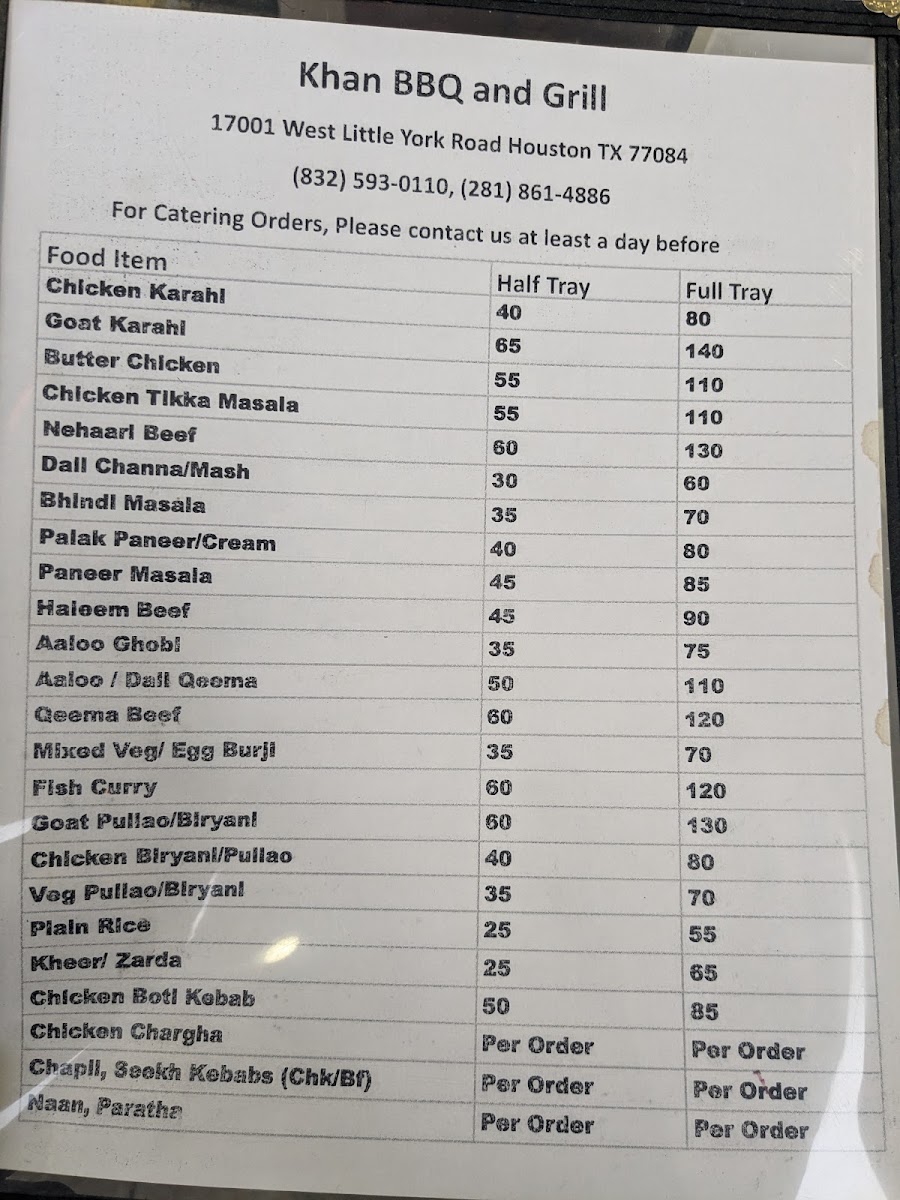 Khan BBQ and Grill
17001 West Little York Road Houston TX 77084
(832) 593-0110, (281) 861-4886
For Catering Orders, Please contact us at least a day before
Food Item Half Tray Full Tray
Chicken Karahi 40 80
Goat Karahi 65 140
Butter Chicken 55 110
Chicken Tikka Masala 55 110
Nehaari Beef 60 130
Dall Channa/Mash 30 60
Bhindi Masala 35 70
Palak Paneer/Cream 40 80
Paneer Masala 45 85
Haleem Beef 45 90
Aaloo Ghobi 35 75
Aaloo / Dall Qeema 50 110
Qeema Beef 60 120
Mixed Veg/ Egg Burji 35 70
Fish Curry 60 120
Goat Pullao/Biryani 60 130
Chicken Biryani/Pullao 40 80
Veg Pullao/Biryani 35 70
Plain Rice 25 55
Kheer/ Zarda 25 65
Chicken Boti Kebab 50 85
Chicken Chargha Per Order Per Order
Chapli, Seekh Kebabs (Chk/Bf) Per Order Per Order
Naan, Paratha Per Order Per Order